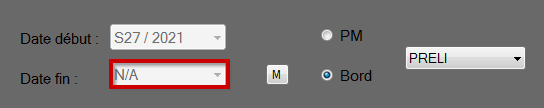 Date début : S27 / 2021 PM
PRELI
Date fin : N/A M Bord